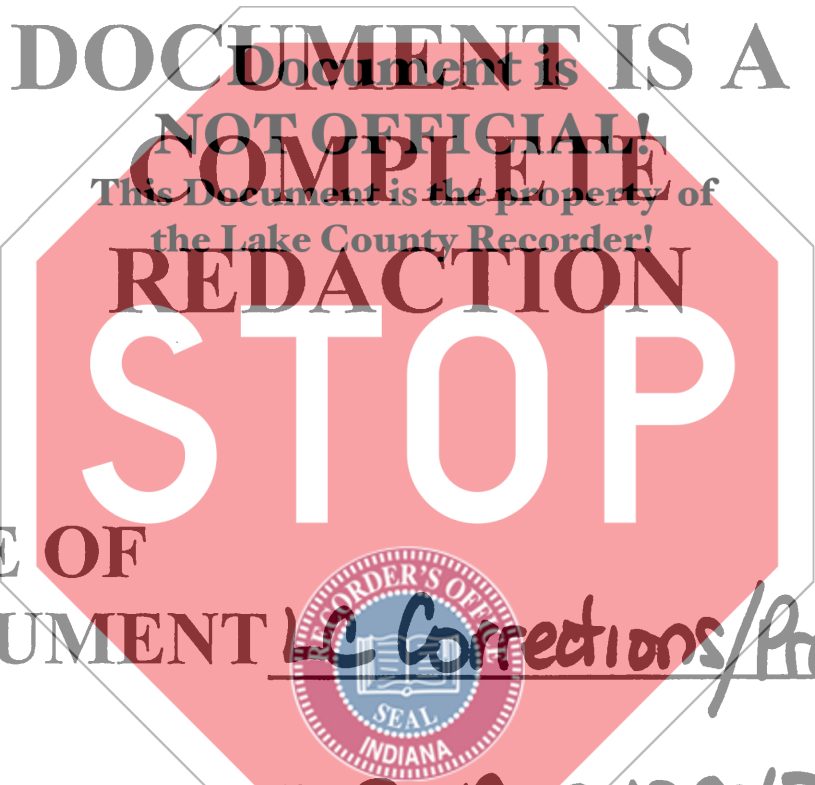 DOCUMENT IS A
Document is
NOT OFFICIAL!
COMPLETE
This Document is the property of
the Lake County Recorder!
REDACTION
STOP
E OF
UMENT LC Corrections/Pr
RECORDER'S OFFICE
SEAL
INDIANA